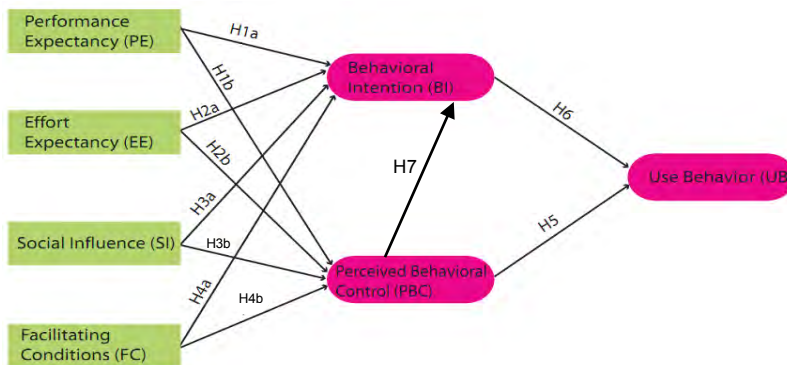 Performance
Expectancy (PE)
H1a
H1b
Behavioral
Intention (BI)
Effort
Expectancy (EE)
H2a
H2b
H6
H7
Use Behavior (UB
Social Influence (SI)
H3a
H3b
H5
Perceived Behavioral
Control (PBC)
H4a
H4b
Facilitating
Conditions (FC)